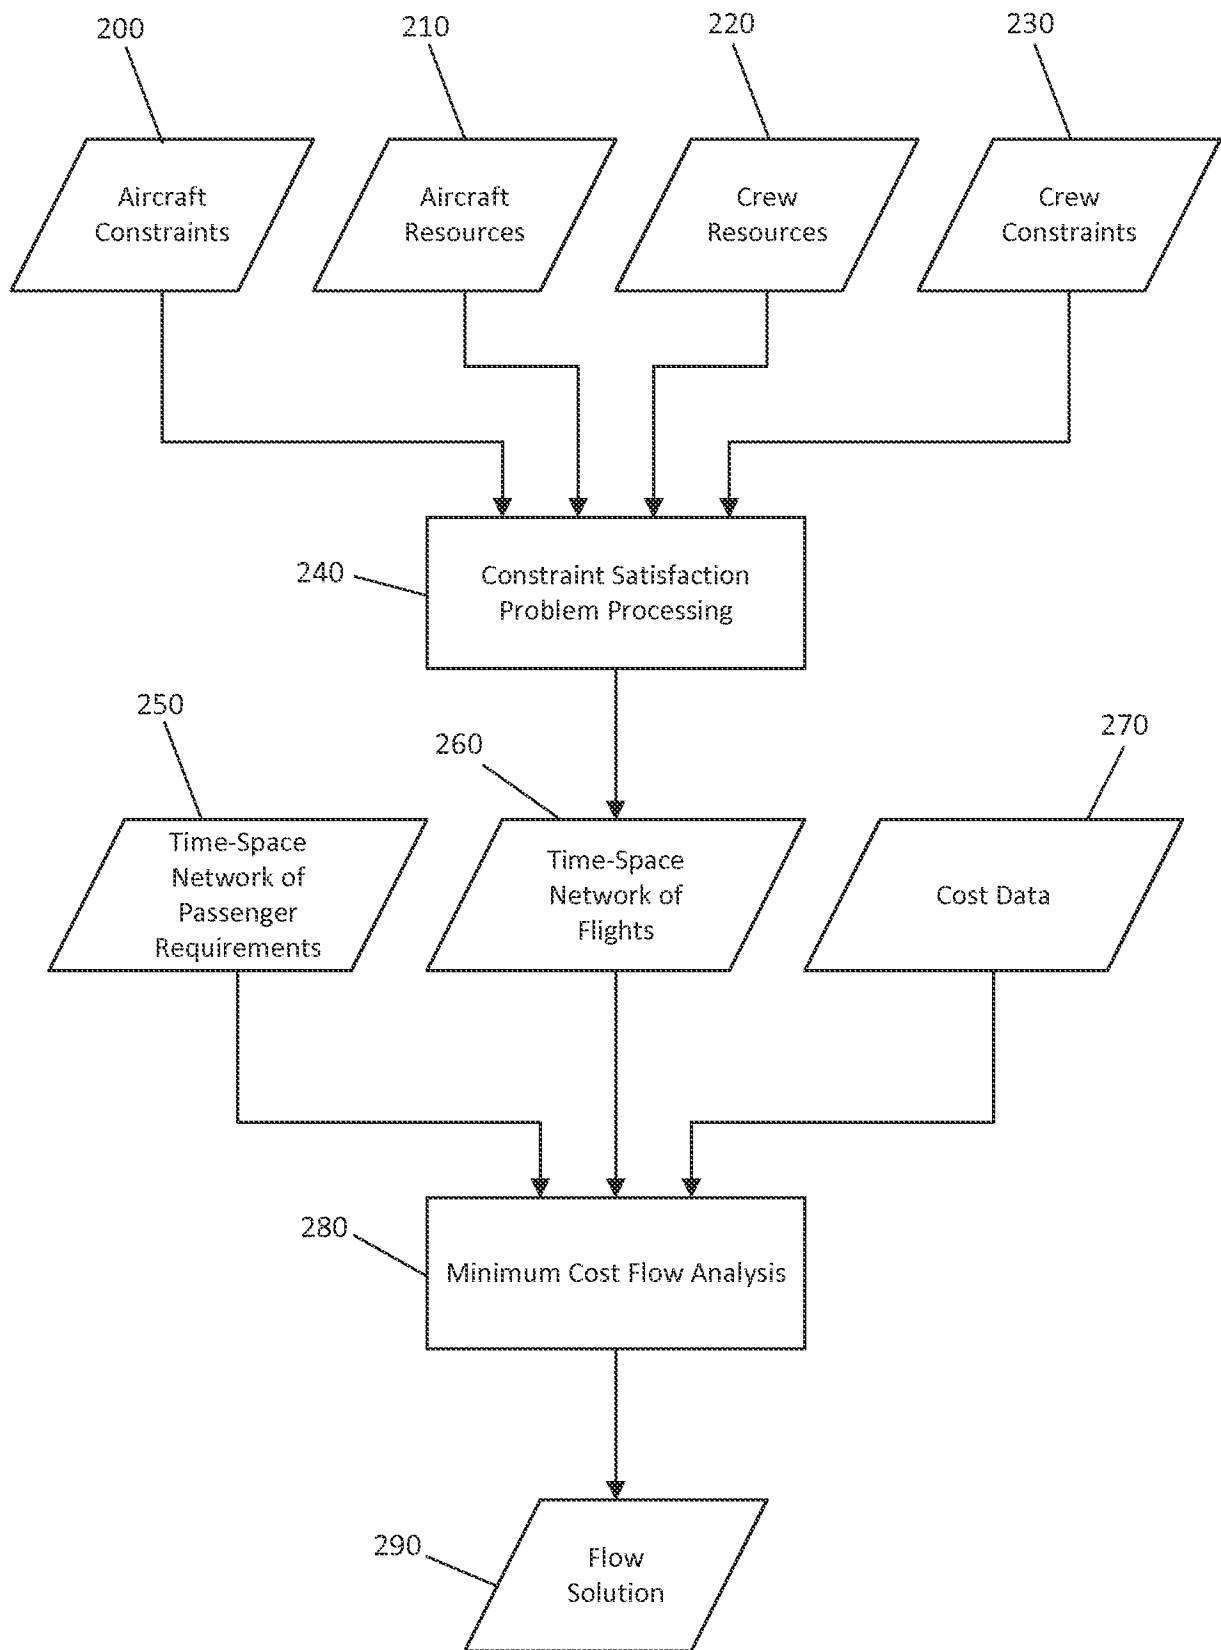 200
210
220
230
Aircraft
Constraints
Aircraft
Resources
Crew
Resources
Crew
Constraints
240
Constraint Satisfaction
Problem Processing
250
260
270
Time-Space
Network of
Passenger
Requirements
Time-Space
Network of
Flights
Cost Data
280
Minimum Cost Flow Analysis
290
Flow
Solution